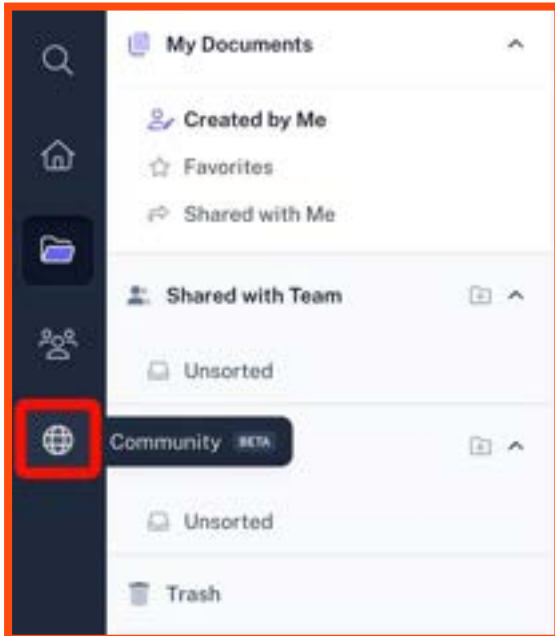 My Documents
Created by Me
Favorites
Shared with Me
Shared with Team
Unsorted
Community BETA
Unsorted
Trash